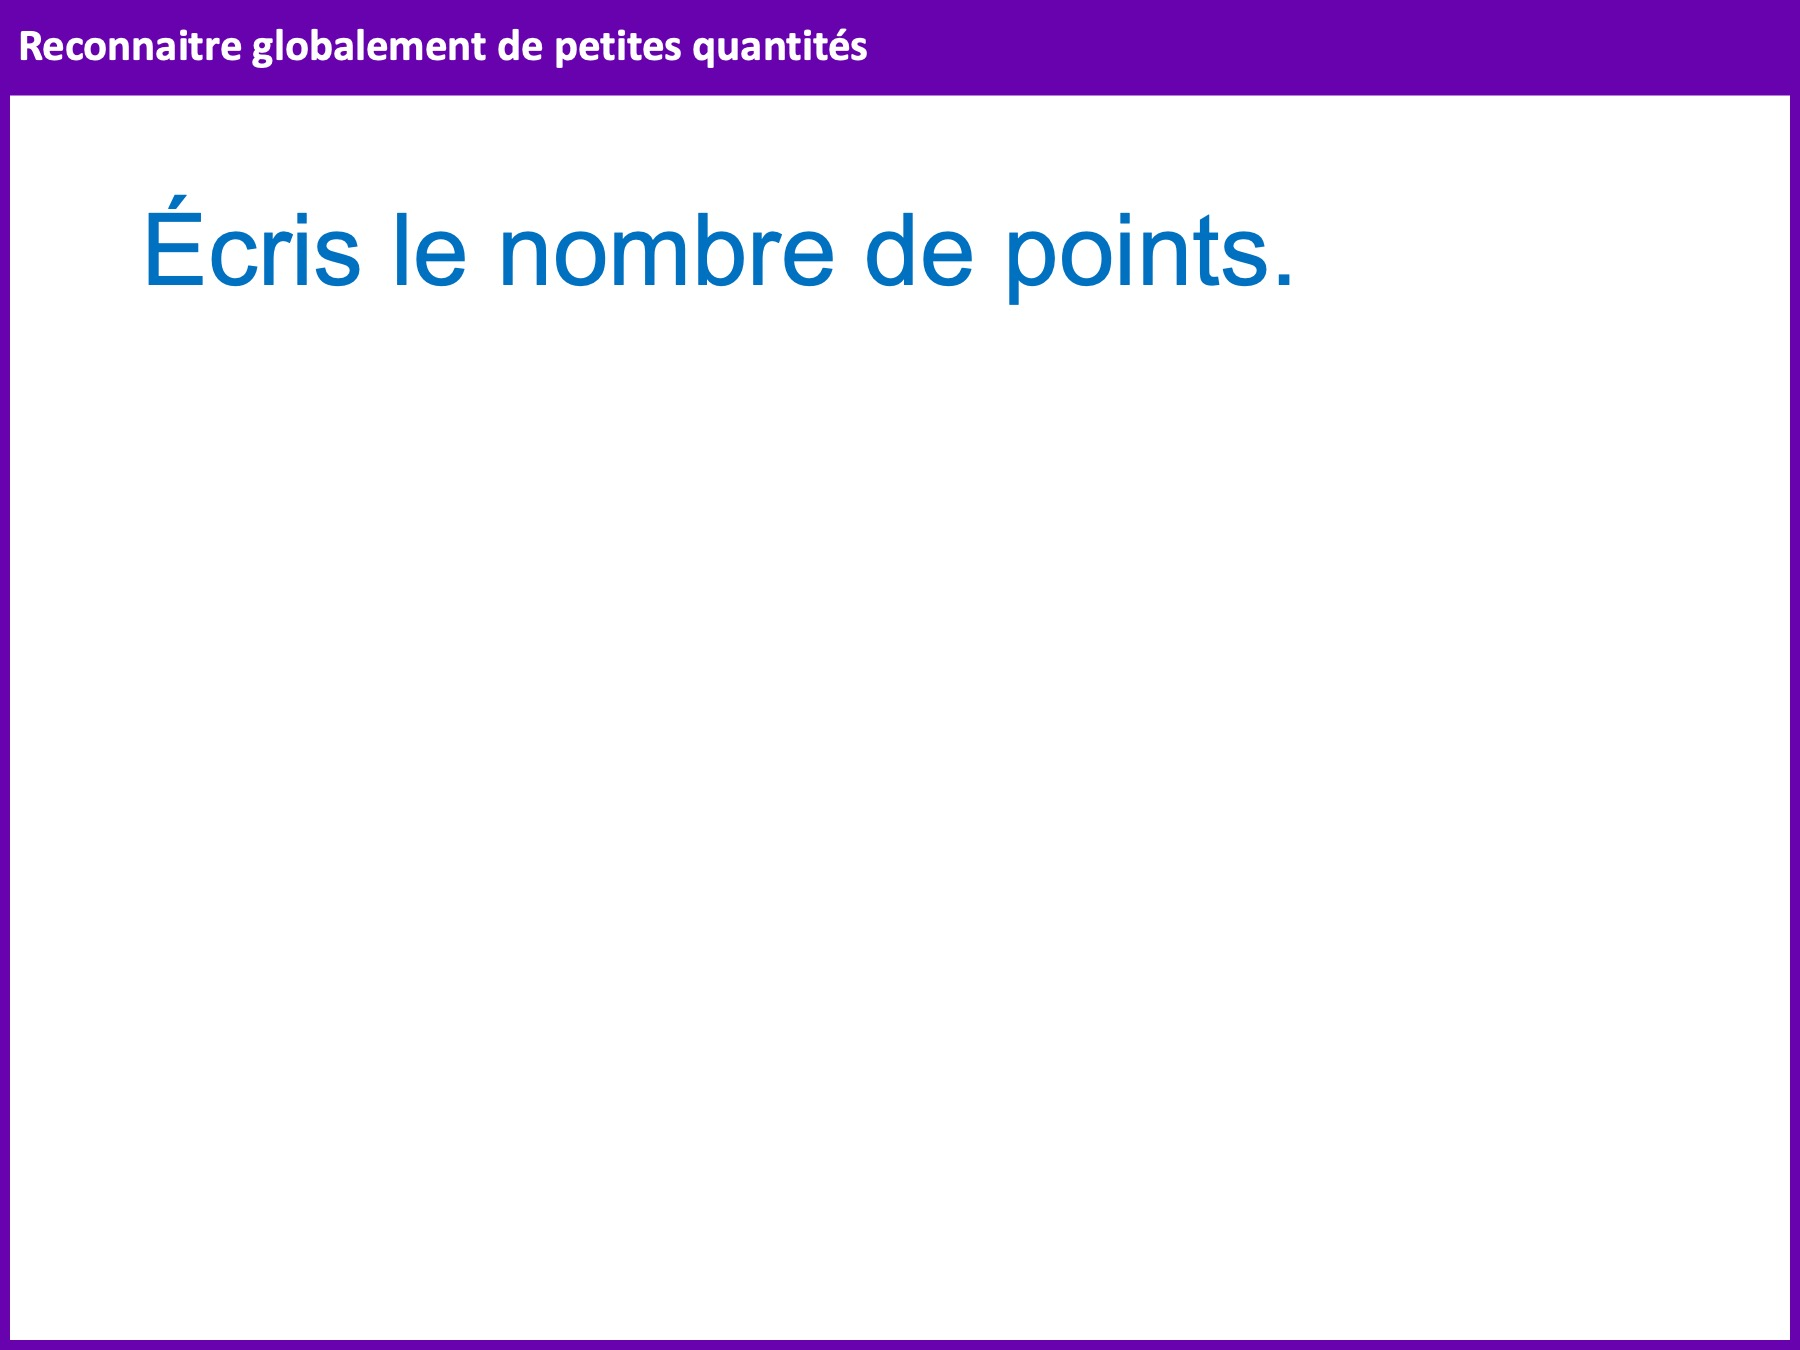 Reconnaitre globalement de petites quantités
Écris le nombre de points.